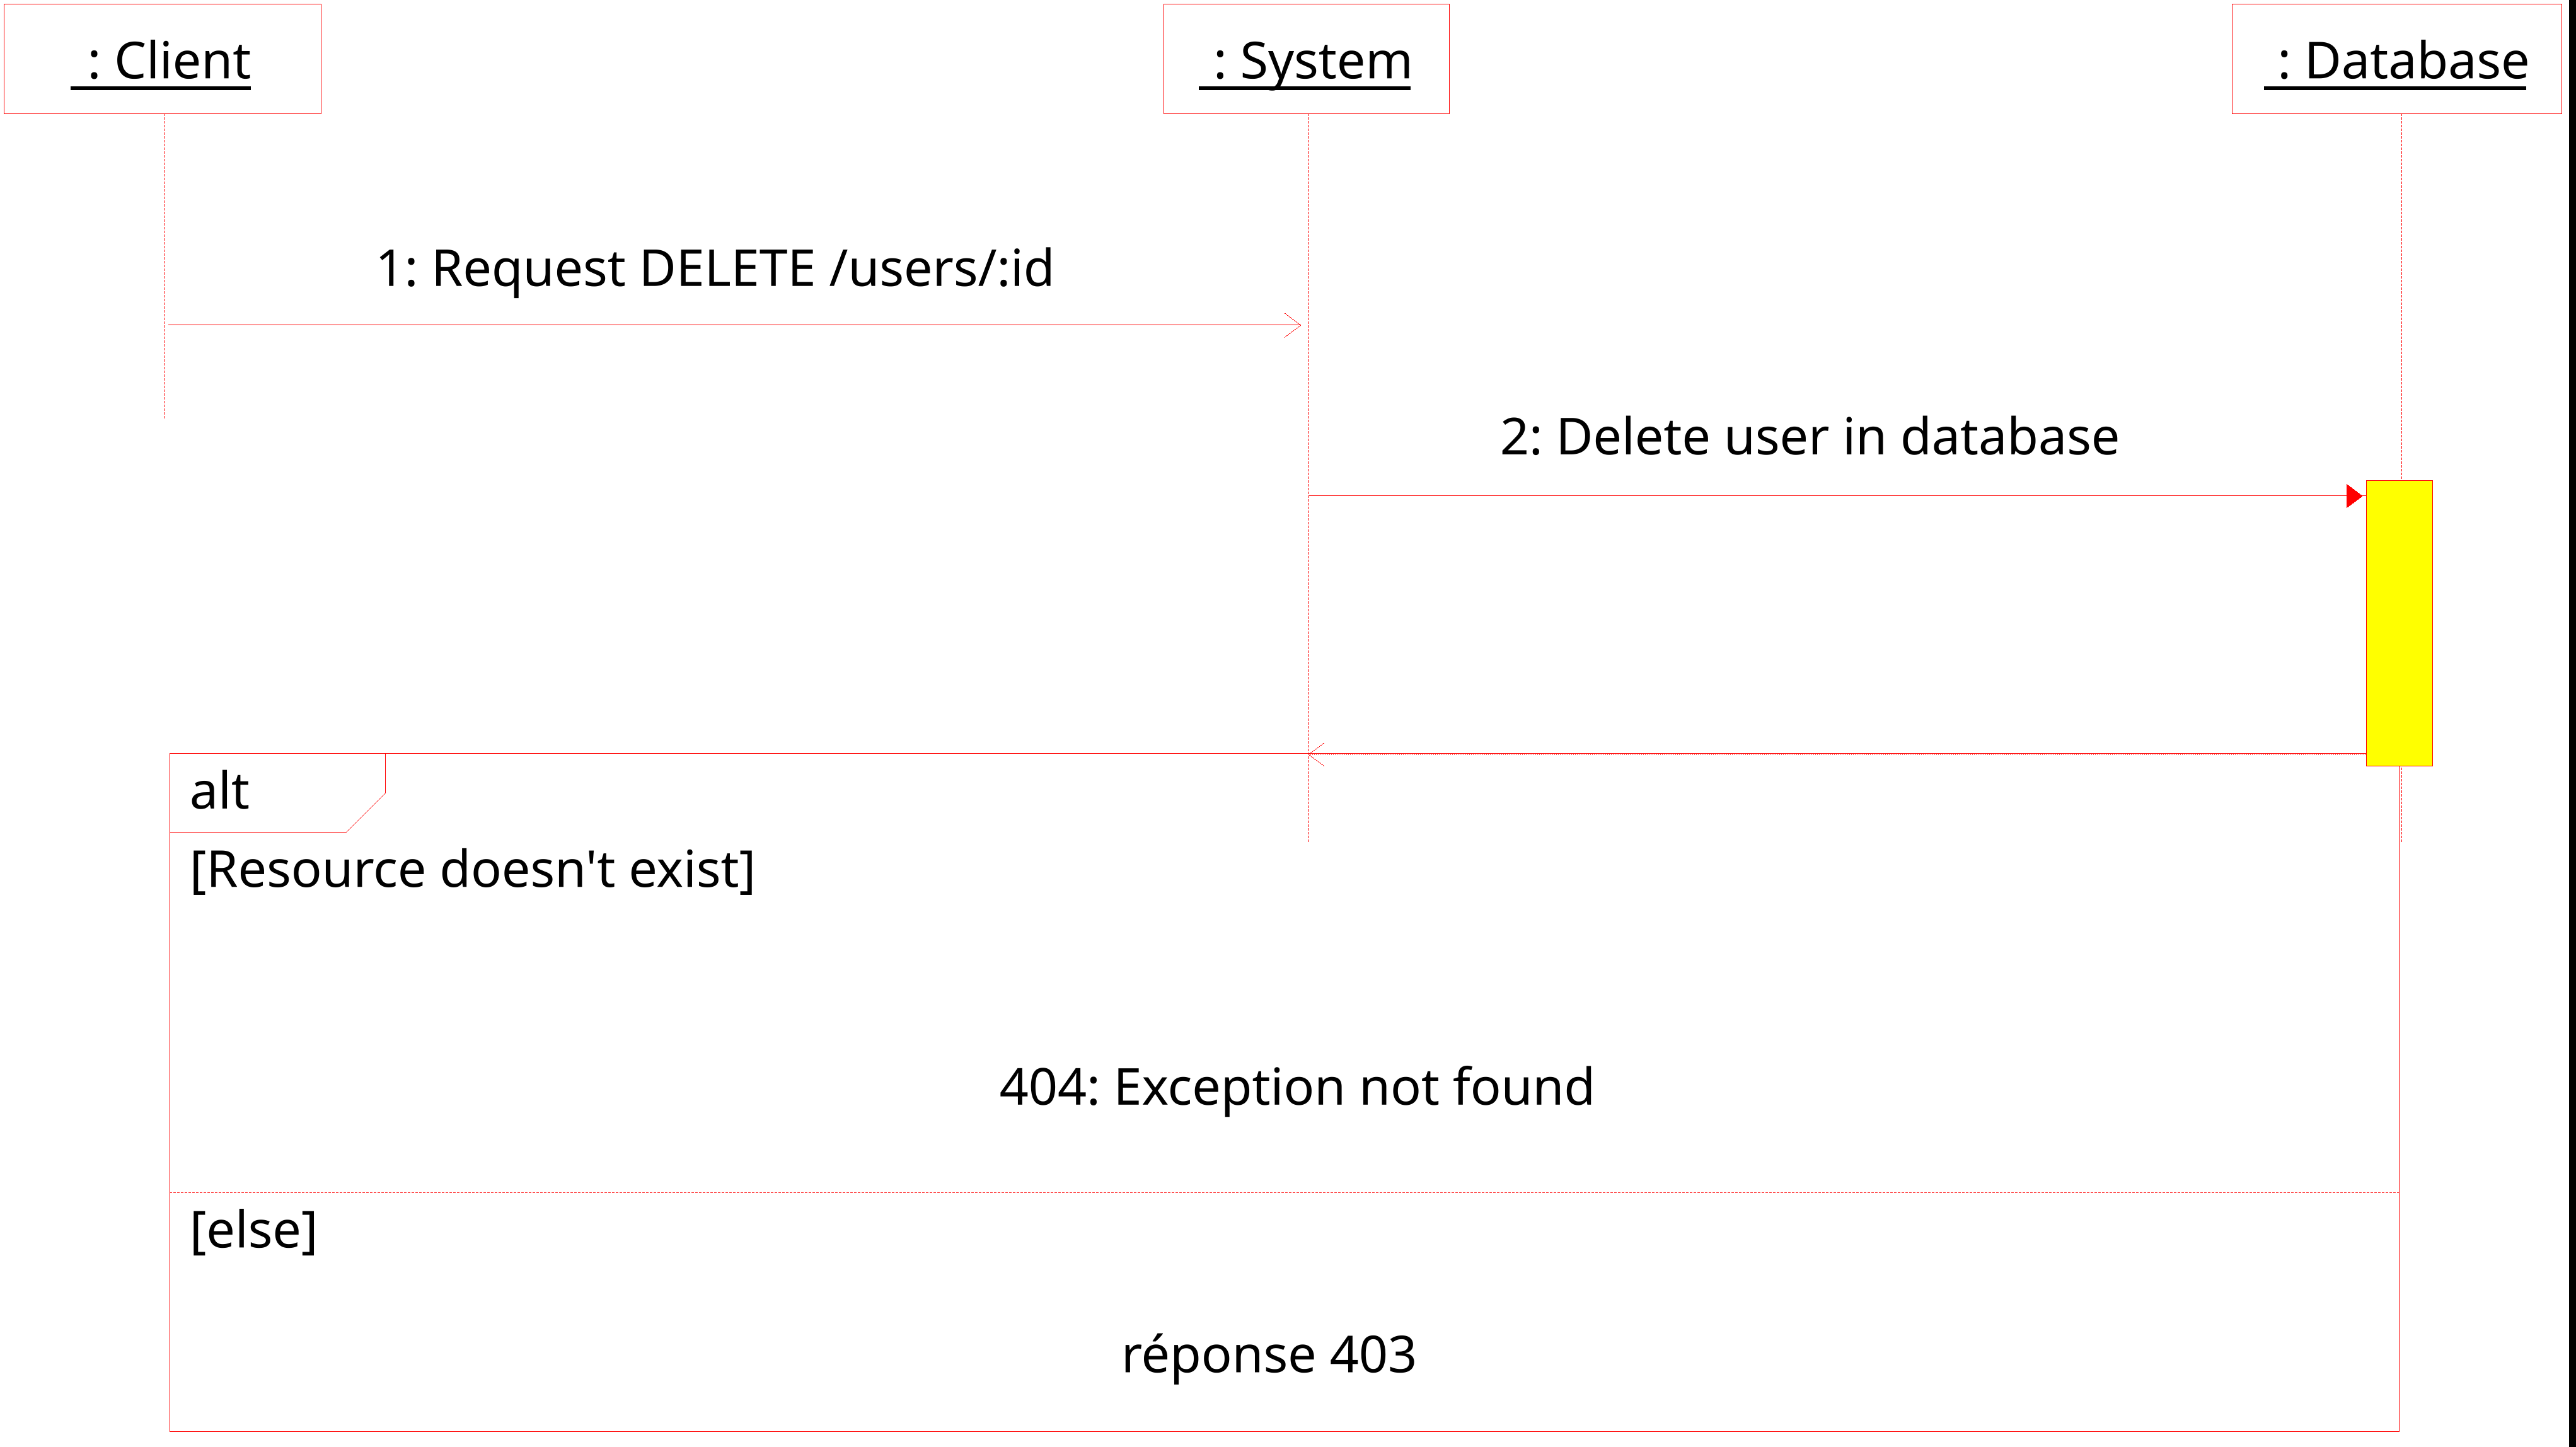 : Client
: System
: Database
1: Request DELETE /users/:id
2: Delete user in database
alt
[Resource doesn't exist]
404: Exception not found
[else]
réponse 403